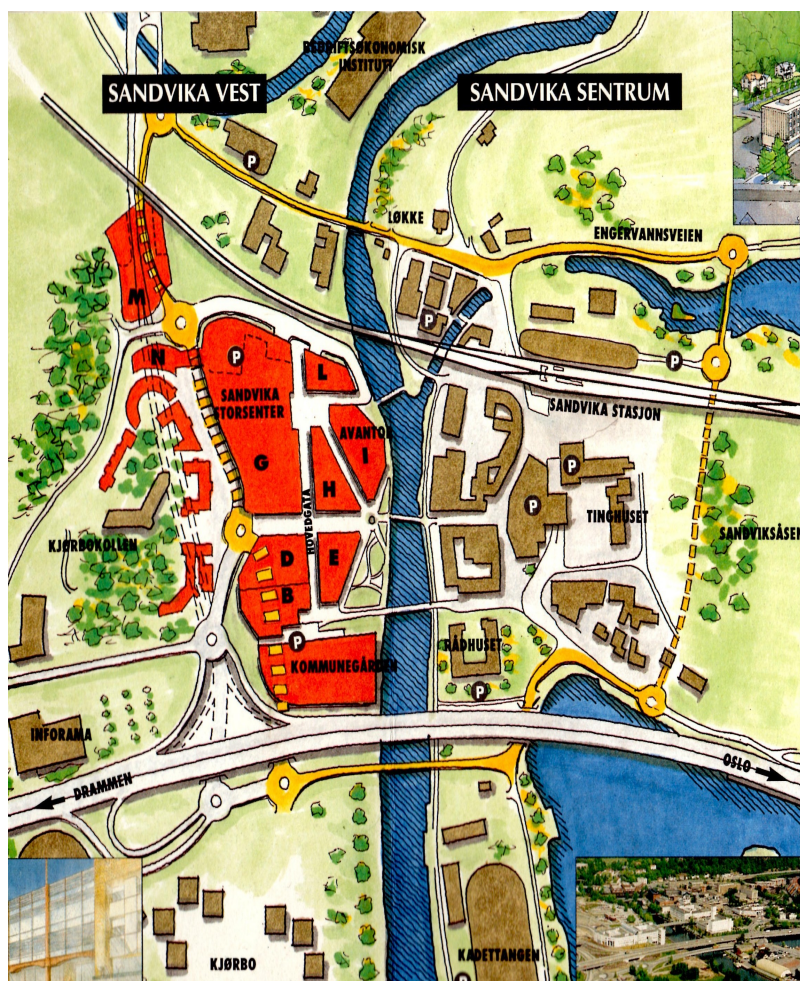 BEDRIFTSØKONOMISK
INSTITUTT
SANDVIKA VEST
SANDVIKA SENTRUM
P
LØKKE
ENGERVANNSVEIEN
M
P
N
P
L
P
SANDVIKA
STORSENTER
SANDVIKA STASJON
AVANTOR
I
G
H
P
HOVEDGATA
P
TINGHUSET
SANDVIKSÅSEN
KJØRBOKOLLEN
D
E
B
P
KOMMUNEGÅRDEN
RÅDHUSET
P
INFORAMA
DRAMMEN
OSLO
KJØRBO
KADETTANGEN
P